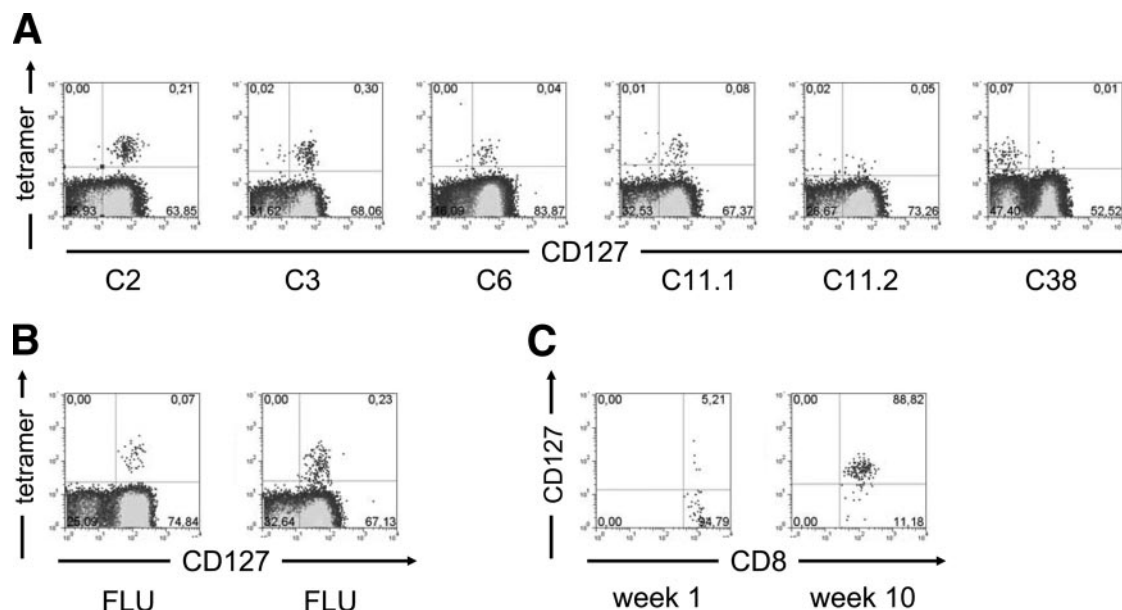 A
0,00 0,21 0,02 0,30 0,00 0,04 0,01 0,08 0,02 0,05 0,07 0,01
tetramer
63,85 68,06 83,87 32,53 67,37 26,67 73,26 47,40 52,52
CD127
C2 C3 C6 C11.1 C11.2 C38
B C
0,00 0,07 0,00 0,23 0,00 5,21 0,00 88,82
tetramer CD127
74,84 32,64 67,13 0,00 94,79 0,00 11,18
CD127 CD8
FLU FLU week 1 week 10